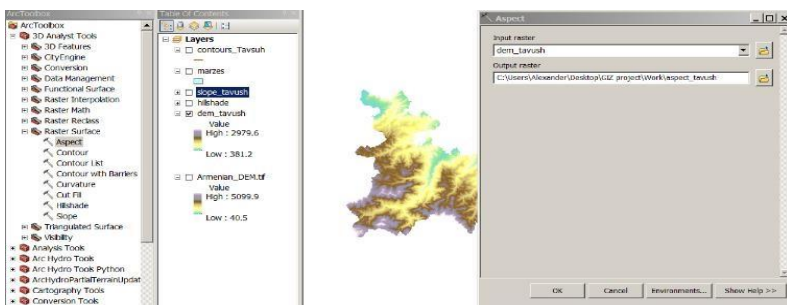 ArcToolbox
ArcToolbox
3D Analyst Tools
3D Features
CityEngine
Conversion
Data Management
Functional Surface
Raster Interpolation
Raster Math
Raster Reclass
Raster Surface
Aspect
Contour
Contour List
Contour with Barriers
Curvature
Cut Fill
Hillshade
Slope
Triangulated Surface
Visibility
Analysis Tools
Arc Hydro Tools
Arc Hydro Tools Python
ArcHydroPartialTerrainUpdat
Cartography Tools
Conversion Tools
Table Of Contents
Layers
contours_Tavsuh
marzes
slope_tavush
hillshade
dem_tavush
Value
High : 2979.6
Low : 381.2
Armenian_DEM.tif
Value
High : 5099.9
Low : 40.5
Aspect
Input raster
dem_tavush
Output raster
C:\Users\Alexander\Desktop\GIZ project\Work\aspect_tavush
OK
Cancel
Environments...
Show Help >>